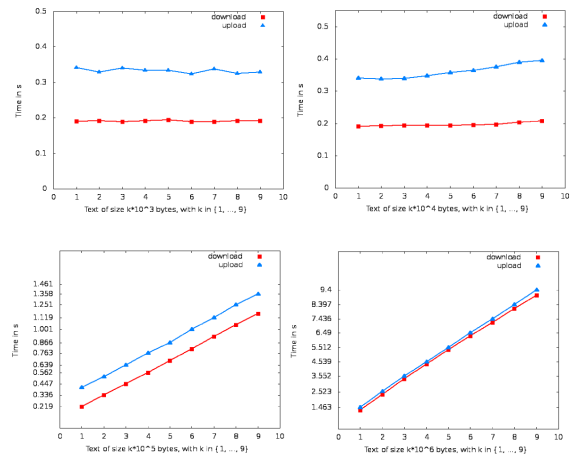 download
upload
0.5
0.4
0.3
0.2
0.1
0
Time in s
0 1 2 3 4 5 6 7 8 9 10
Text of size k*10^3 bytes, with k in {1, ..., 9}
download
upload
0.5
0.4
0.3
0.2
0.1
0
Time in s
0 1 2 3 4 5 6 7 8 9 10
Text of size k*10^4 bytes, with k in {1, ..., 9}
download
upload
1.461
1.358
1.251
1.119
1.001
0.866
0.763
0.639
0.562
0.447
0.336
0.219
Time in s
0 1 2 3 4 5 6 7 8 9 10
Text of size k*10^5 bytes, with k in {1, ..., 9}
download
upload
9.4
8.397
7.436
6.49
5.512
4.539
3.552
2.523
1.463
Time in s
0 1 2 3 4 5 6 7 8 9 10
Text of size k*10^6 bytes, with k in {1, ..., 9}